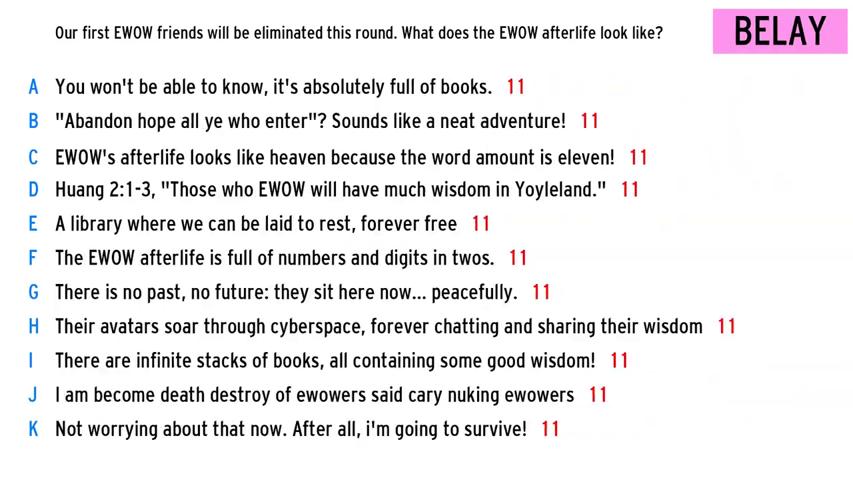 Our first EWOW friends will be eliminated this round. What does the EWOW afterlife look like?
BELAY
A You won't be able to know, it's absolutely full of books. 11
B "Abandon hope all ye who enter"? Sounds like a neat adventure! 11
C EWOW's afterlife looks like heaven because the word amount is eleven! 11
D Huang 2:1-3, "Those who EWOW will have much wisdom in Yoyleland." 11
E A library where we can be laid to rest, forever free 11
F The EWOW afterlife is full of numbers and digits in twos. 11
G There is no past, no future: they sit here now... peacefully. 11
H Their avatars soar through cyberspace, forever chatting and sharing their wisdom 11
I There are infinite stacks of books, all containing some good wisdom! 11
J I am become death destroy of ewowers said cary nuking ewowers 11
K Not worrying about that now. After all, i'm going to survive! 11